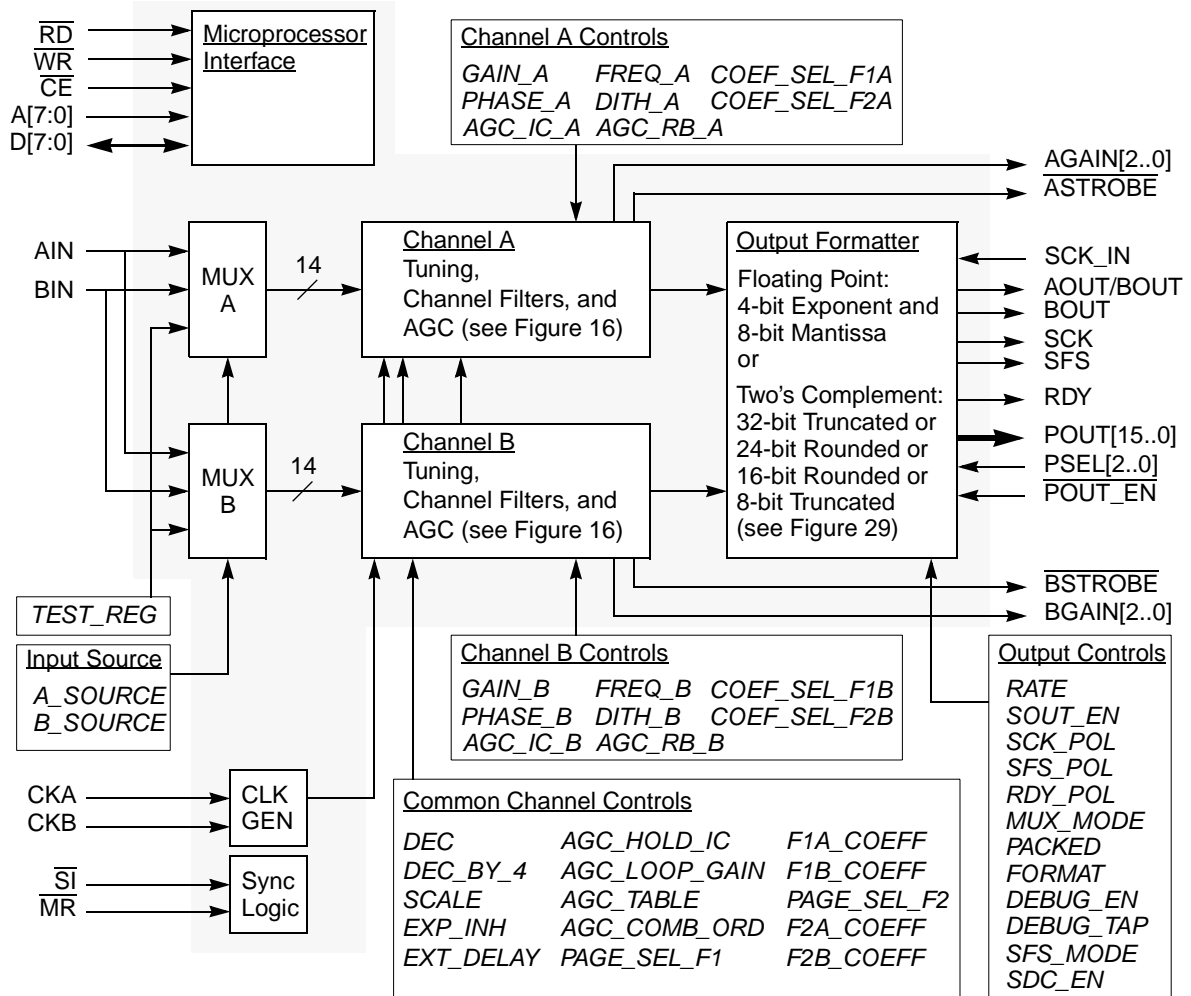 RD
WR
CE
A[7:0]
D[7:0]
Microprocessor
Interface
Channel A Controls
GAIN_A FREQ_A COEF_SEL_F1A
PHASE_A DITH_A COEF_SEL_F2A
AGC_IC_A AGC_RB_A
AGAIN[2..0]
ASTROBE
AIN
BIN
MUX
A
14
Channel A
Tuning,
Channel Filters, and
AGC (see Figure 16)
MUX
B
14
Channel B
Tuning,
Channel Filters, and
AGC (see Figure 16)
Output Formatter
Floating Point:
4-bit Exponent and
8-bit Mantissa
or
Two's Complement:
32-bit Truncated or
24-bit Rounded or
16-bit Rounded or
8-bit Truncated
(see Figure 29)
SCK_IN
AOUT/BOUT
BOUT
SCK
SFS
RDY
POUT[15..0]
PSEL[2..0]
POUT_EN
BSTROBE
BGAIN[2..0]
TEST_REG
Input Source
A_SOURCE
B_SOURCE
Channel B Controls
GAIN_B FREQ_B COEF_SEL_F1B
PHASE_B DITH_B COEF_SEL_F2B
AGC_IC_B AGC_RB_B
Output Controls
RATE
SOUT_EN
SCK_POL
SFS_POL
RDY_POL
MUX_MODE
PACKED
FORMAT
DEBUG_EN
DEBUG_TAP
SFS_MODE
SDC_EN
CKA
CKB
CLK
GEN
SI
MR
Sync
Logic
Common Channel Controls
DEC AGC_HOLD_IC F1A_COEFF
DEC_BY_4 AGC_LOOP_GAIN F1B_COEFF
SCALE AGC_TABLE PAGE_SEL_F2
EXP_INH AGC_COMB_ORD F2A_COEFF
EXT_DELAY PAGE_SEL_F1 F2B_COEFF